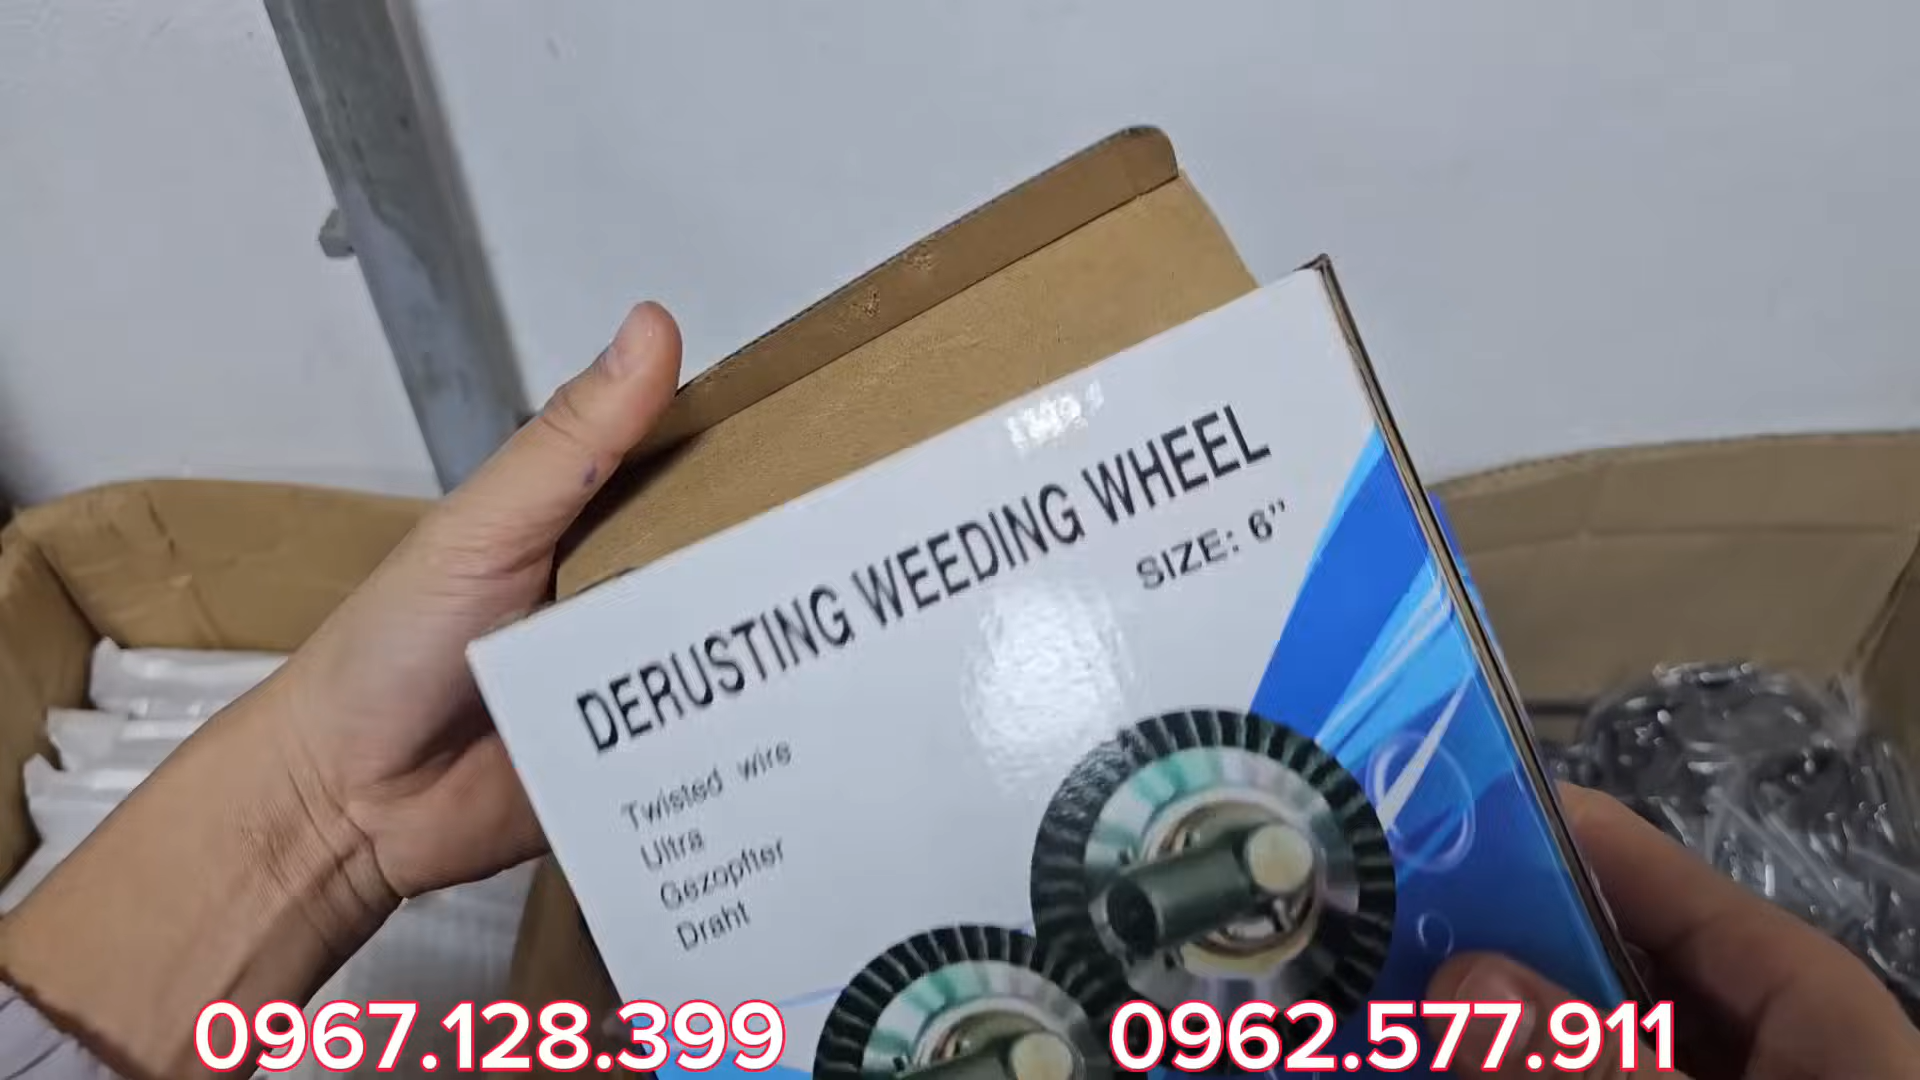 DERUSTING WEEDING WHEEL
SIZE: 6"
Twisted wire
Ultra
Gezopfter
Draht
0967.128.399
0962.577.911